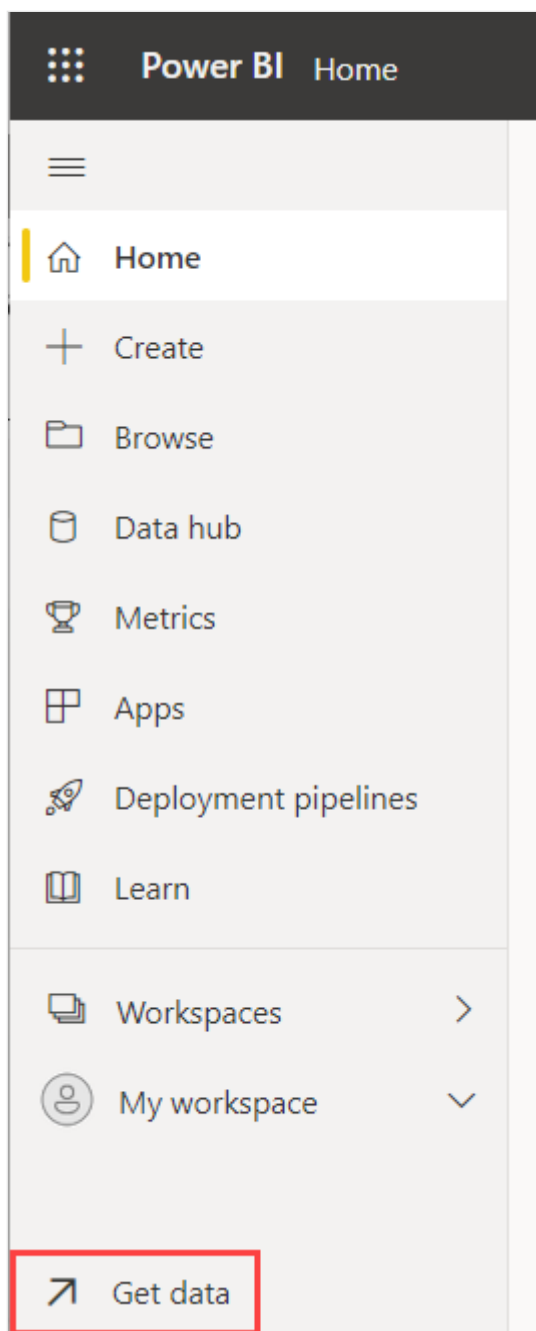 Power BI Home
Home
Create
Browse
Data hub
Metrics
Apps
Deployment pipelines
Learn
Workspaces
My workspace
Get data